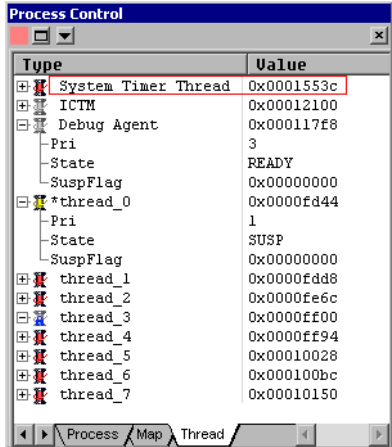 Process Control
Type Value
System Timer Thread 0x0001553c
ICTM 0x00012100
Debug Agent 0x000117f8
Pri 3
State READY
SuspFlag 0x00000000
*thread_0 0x0000fd44
Pri 1
State SUSP
SuspFlag 0x00000000
thread_1 0x0000fdd8
thread_2 0x0000fe6c
thread_3 0x0000ff00
thread_4 0x0000ff94
thread_5 0x00010028
thread_6 0x000100bc
thread_7 0x00010150
Process Map Thread